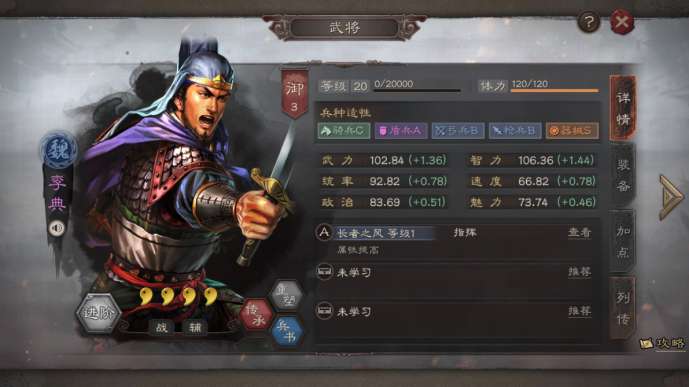 武将
?
御
3
魏
李典
等级 20 0/20000 体力 120/120
兵种适性
骑兵C 盾兵A 弓兵B 枪兵B 器械S
武力 102.84 (+1.36) 智力 106.36 (+1.44)
统率 92.82 (+0.78) 速度 66.82 (+0.78)
政治 83.69 (+0.51) 魅力 73.74 (+0.46)
A 长者之风 等级1 指挥 查看
属性提高
未学习 推荐
未学习 推荐
进阶
战 辅
传承
重塑
兵书
详情
装备
加点
列传
攻略